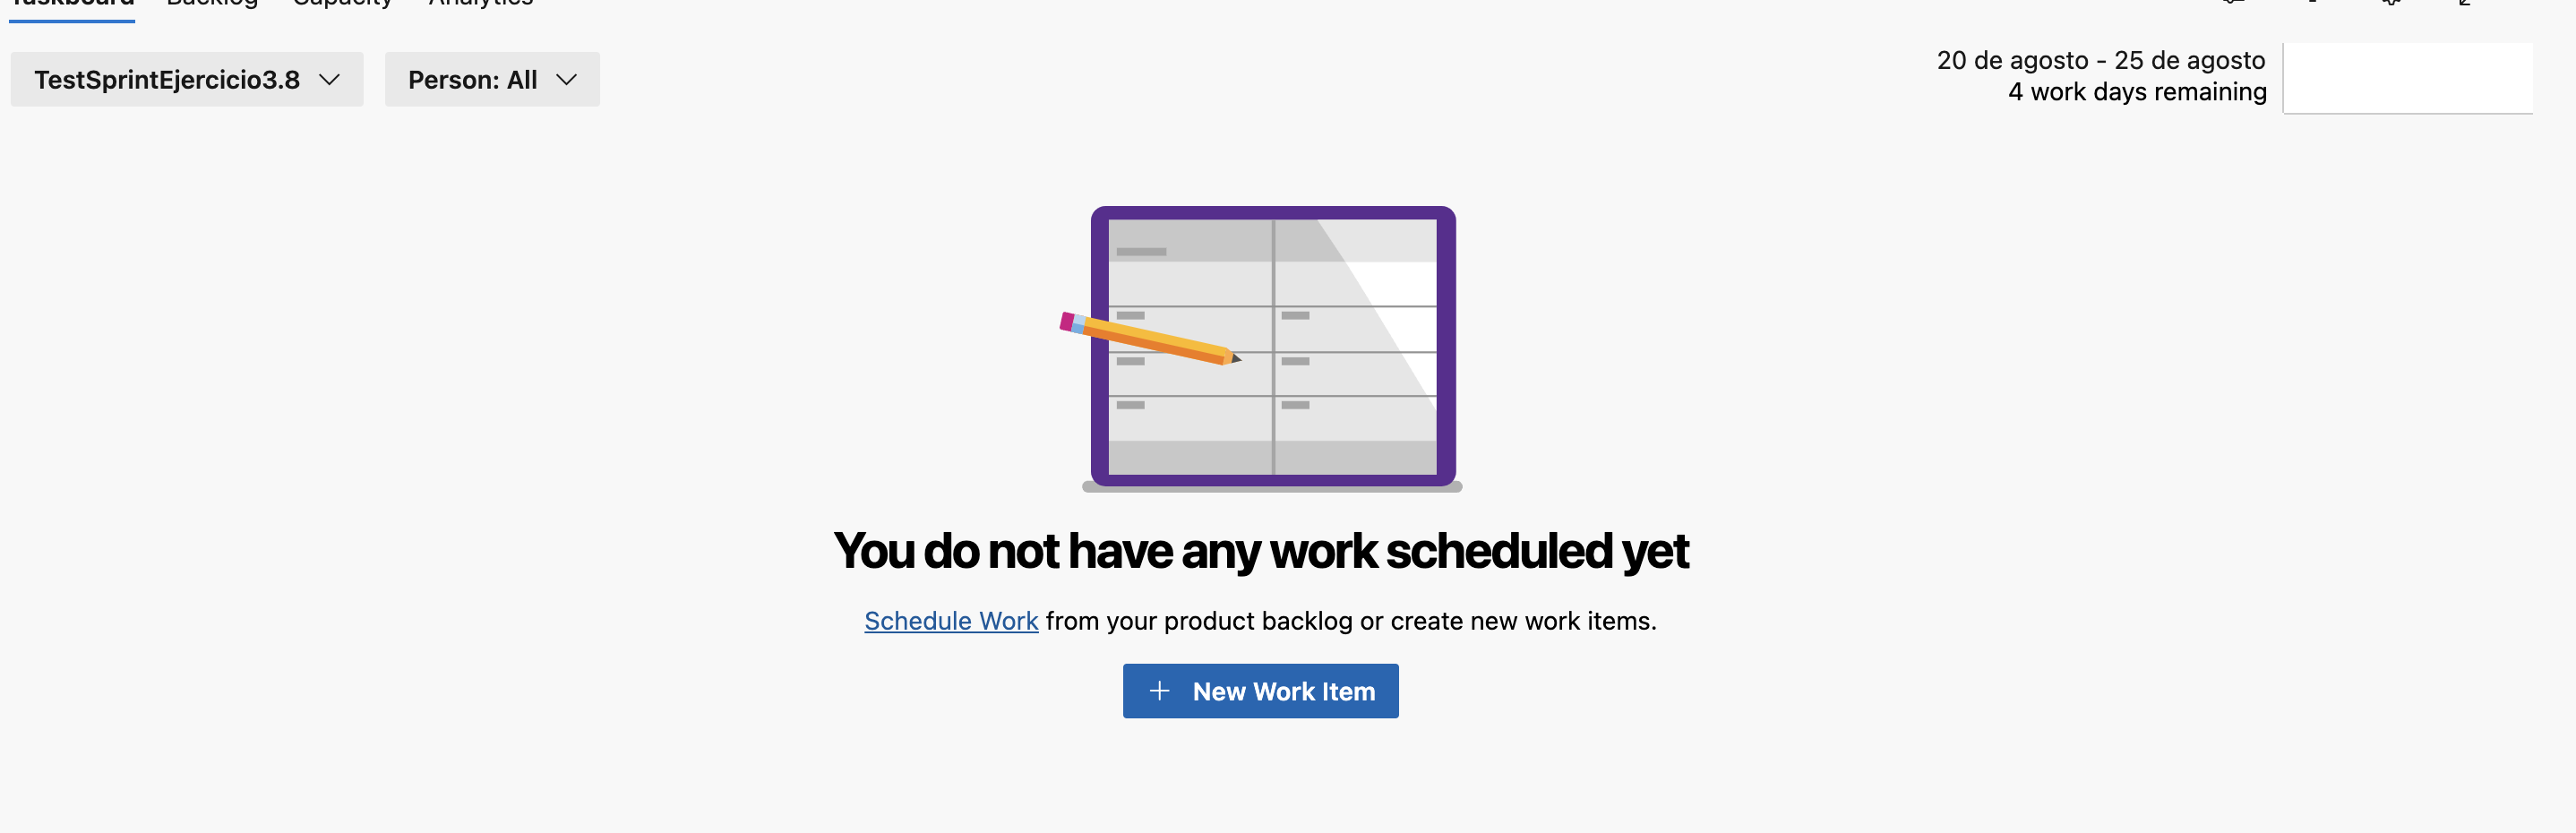 Taskboard Backlog Capacity Analytics
TestSprintEjercicio3.8 Person: All
20 de agosto - 25 de agosto
4 work days remaining
You do not have any work scheduled yet
Schedule Work from your product backlog or create new work items.
New Work Item